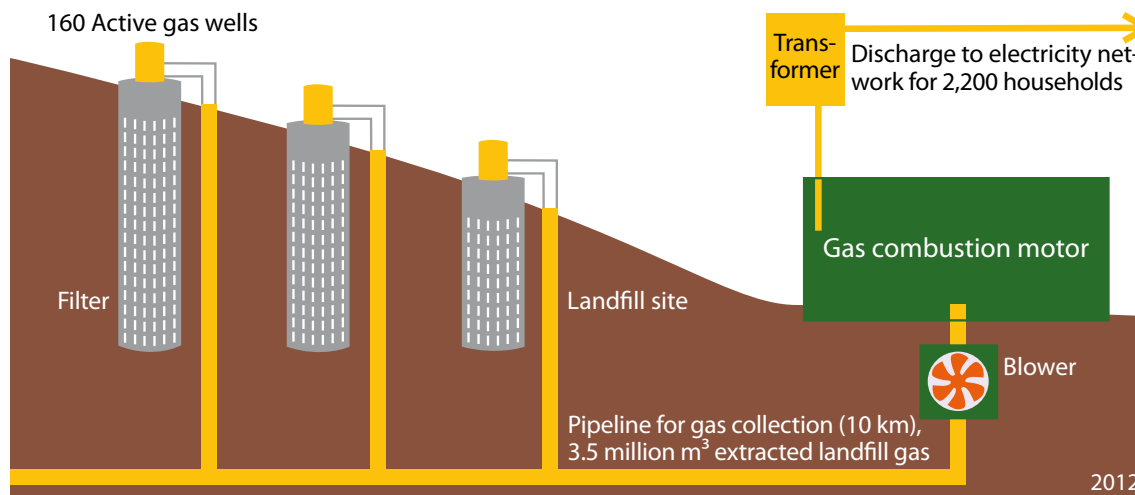 160 Active gas wells
Trans-
former
Discharge to electricity net-
work for 2,200 households
Gas combustion motor
Filter
Landfill site
Blower
Pipeline for gas collection (10 km),
3.5 million m³ extracted landfill gas
2012